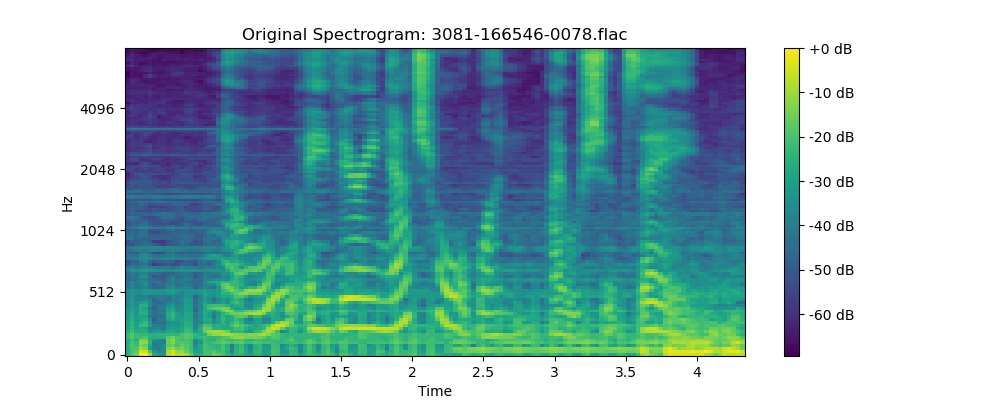 Original Spectrogram: 3081-166546-0078.flac
Hz
4096
2048
1024
512
0
0 0.5 1 1.5 2 2.5 3 3.5 4
Time
+0 dB
-10 dB
-20 dB
-30 dB
-40 dB
-50 dB
-60 dB